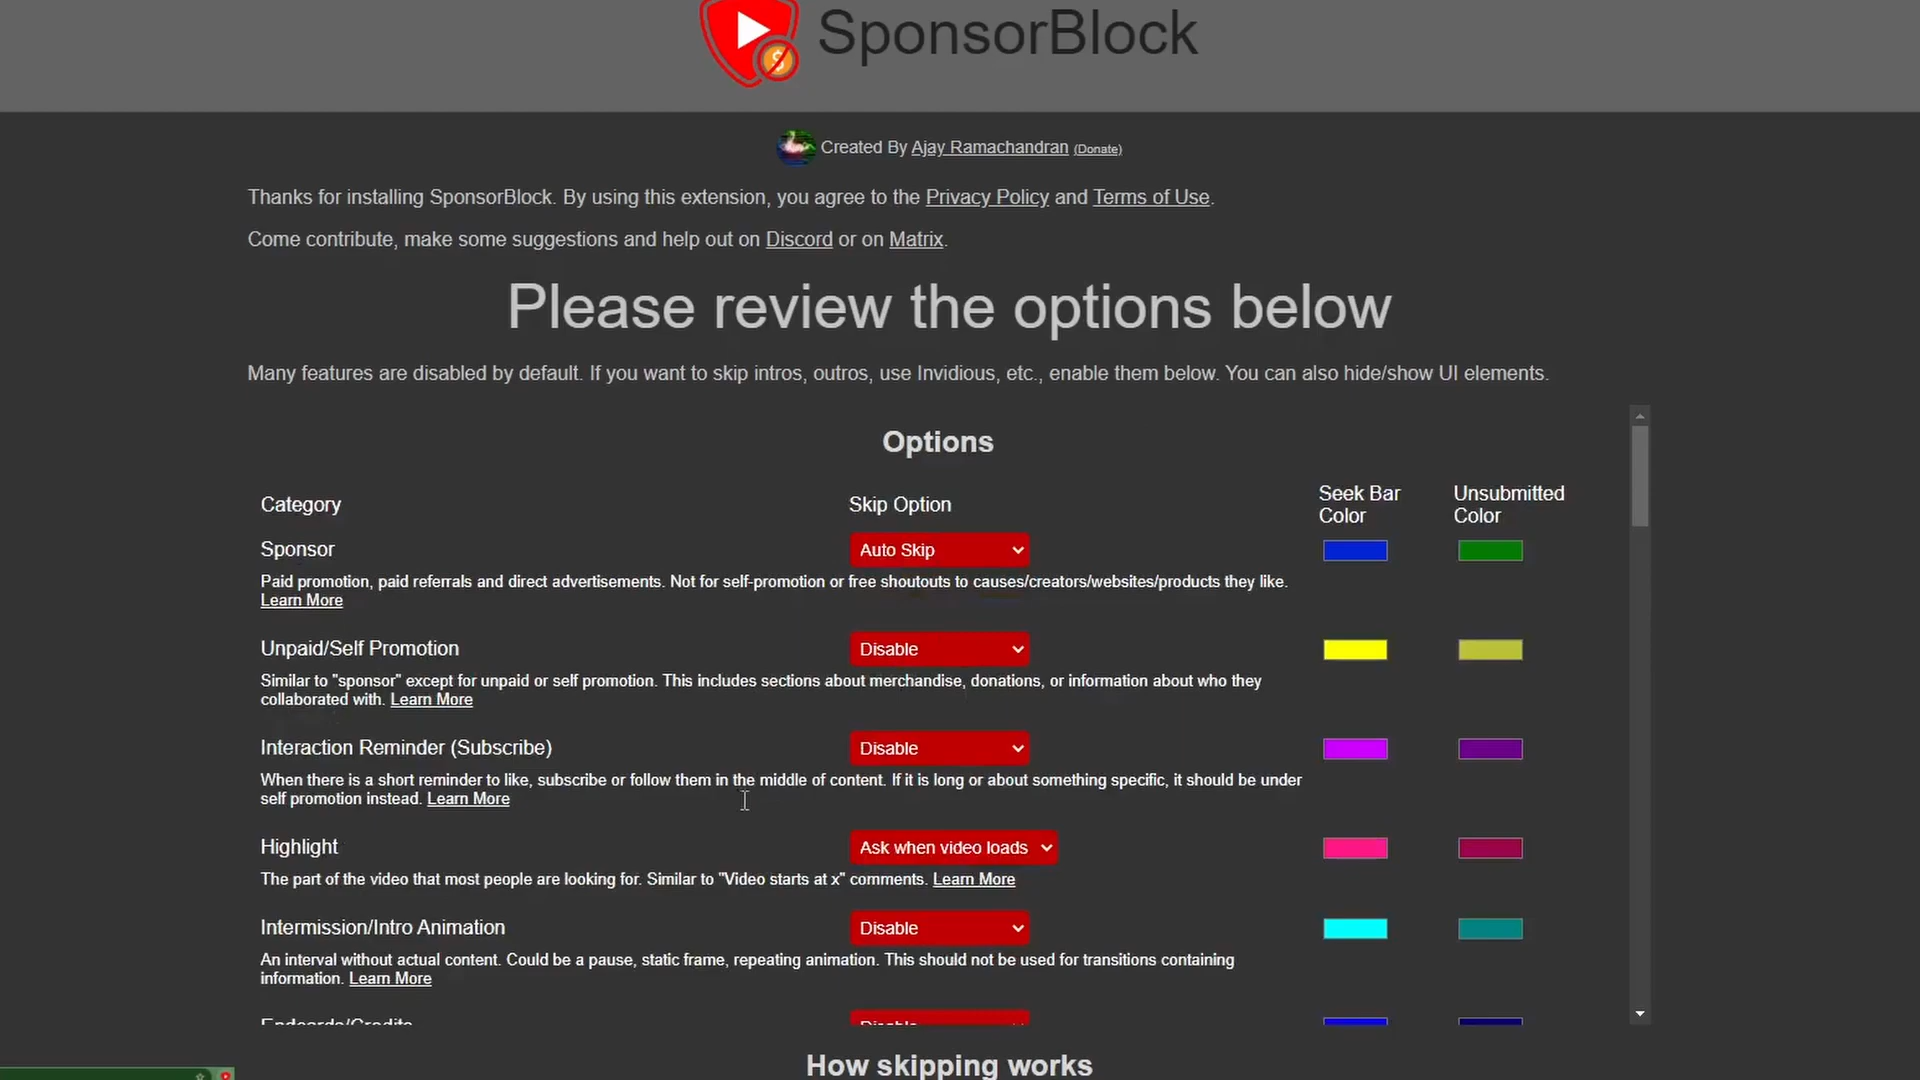 SponsorBlock
Created By Ajay Ramachandran (Donate)
Thanks for installing SponsorBlock. By using this extension, you agree to the Privacy Policy and Terms of Use.
Come contribute, make some suggestions and help out on Discord or on Matrix.
Please review the options below
Many features are disabled by default. If you want to skip intros, outros, use Invidious, etc., enable them below. You can also hide/show UI elements.
Options
Category Skip Option Seek Bar Color Unsubmitted Color
Sponsor Auto Skip
Paid promotion, paid referrals and direct advertisements. Not for self-promotion or free shoutouts to causes/creators/websites/products they like.
Learn More
Unpaid/Self Promotion Disable
Similar to "sponsor" except for unpaid or self promotion. This includes sections about merchandise, donations, or information about who they
collaborated with. Learn More
Interaction Reminder (Subscribe) Disable
When there is a short reminder to like, subscribe or follow them in the middle of content. If it is long or about something specific, it should be under
self promotion instead. Learn More
Highlight Ask when video loads
The part of the video that most people are looking for. Similar to "Video starts at x" comments. Learn More
Intermission/Intro Animation Disable
An interval without actual content. Could be a pause, static frame, repeating animation. This should not be used for transitions containing
information. Learn More
Endcards/Credits Disable
How skipping works